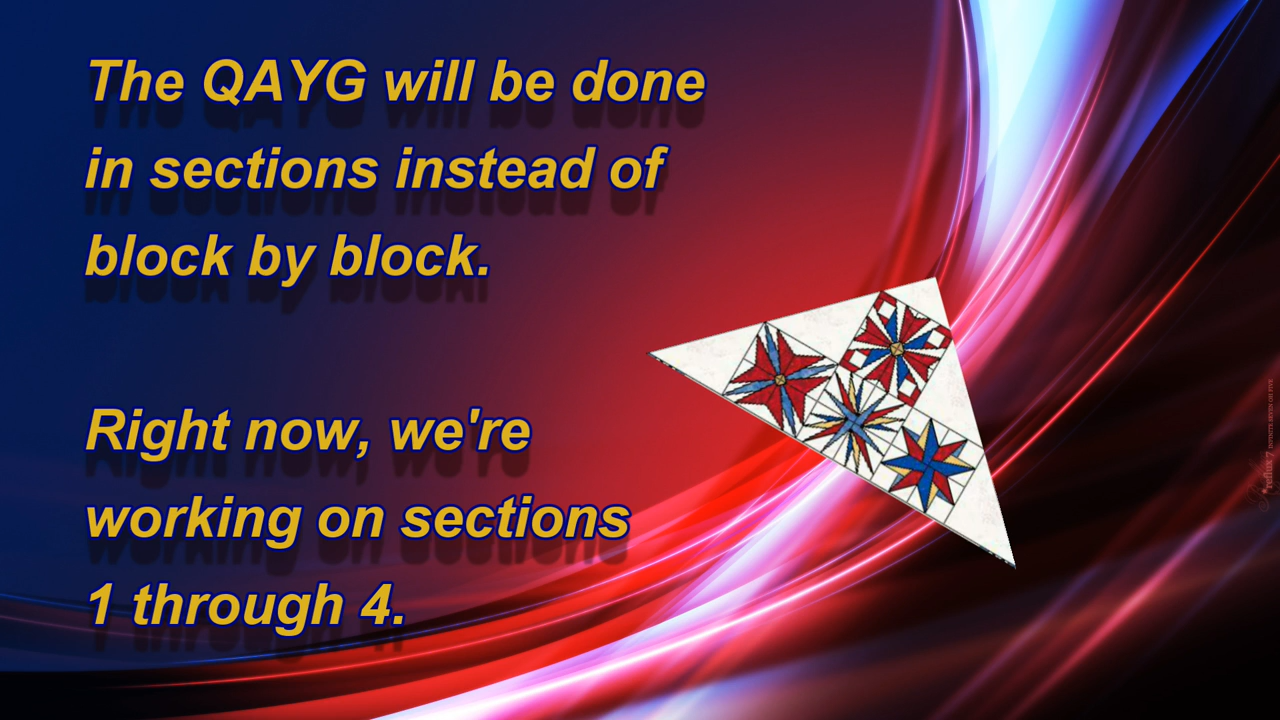 The QAYG will be done
in sections instead of
block by block.
Right now, we're
working on sections
1 through 4.